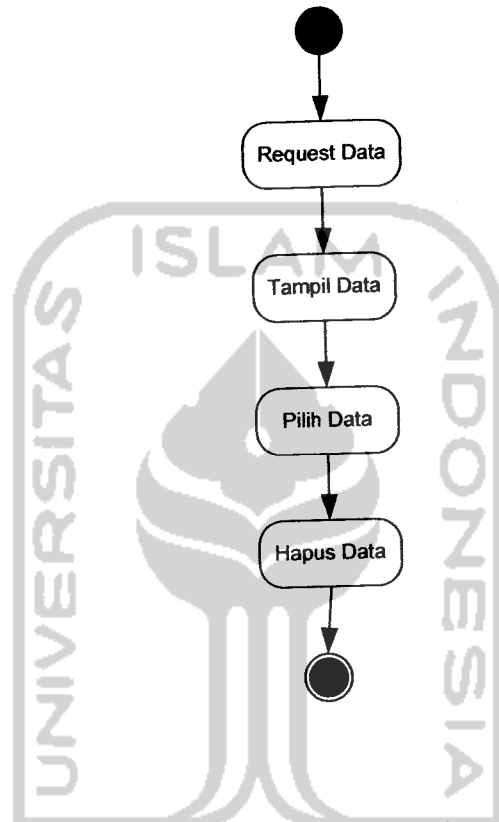 Request Data
ISLAM
Tampil Data
UNIVERSITAS
INDONESIA
Pilih Data
Hapus Data